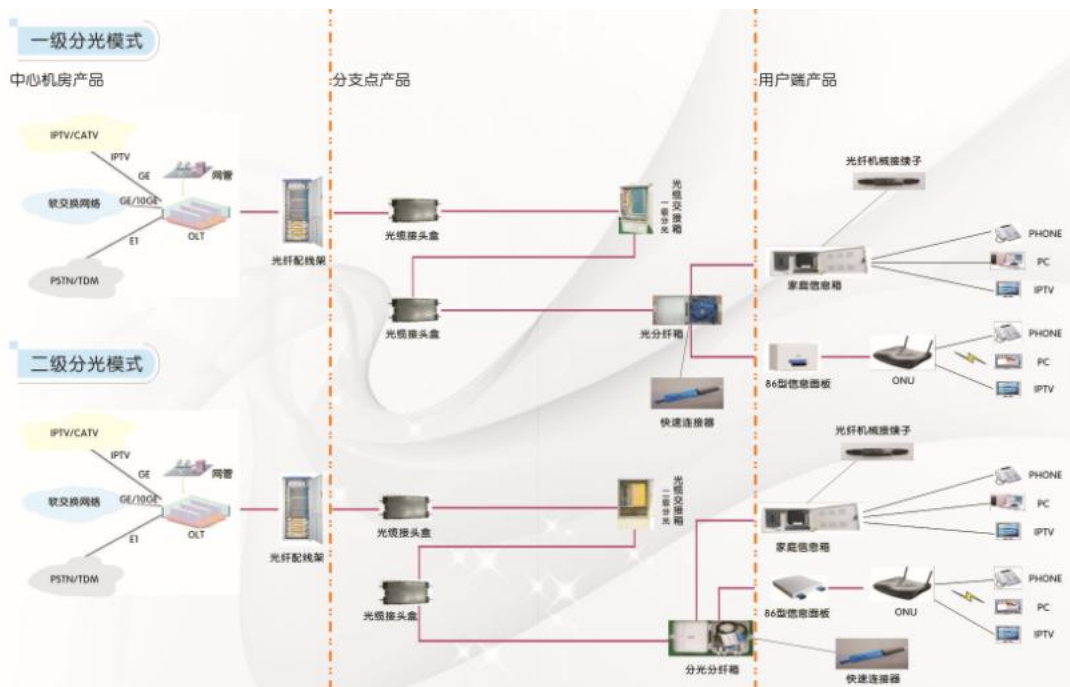 一级分光模式
中心机房产品
分支点产品
用户端产品
IPTV/CATV
IPTV
GE
网管
软交换网络
GE/10GE
E1
OLT
PSTN/TDM
光纤配线架
光缆接头盒
光缆交接箱
一级分光
光缆接头盒
光分纤箱
快速连接器
光纤机械接续子
家庭信息箱
PHONE
PC
IPTV
86型信息面板
ONU
PHONE
PC
IPTV
二级分光模式
IPTV/CATV
IPTV
GE
网管
软交换网络
GE/10GE
E1
OLT
PSTN/TDM
光纤配线架
光缆接头盒
光缆交接箱
光缆接头盒
分光分纤箱
光纤机械接续子
家庭信息箱
PHONE
PC
IPTV
86型信息面板
ONU
PHONE
PC
IPTV
快速连接器